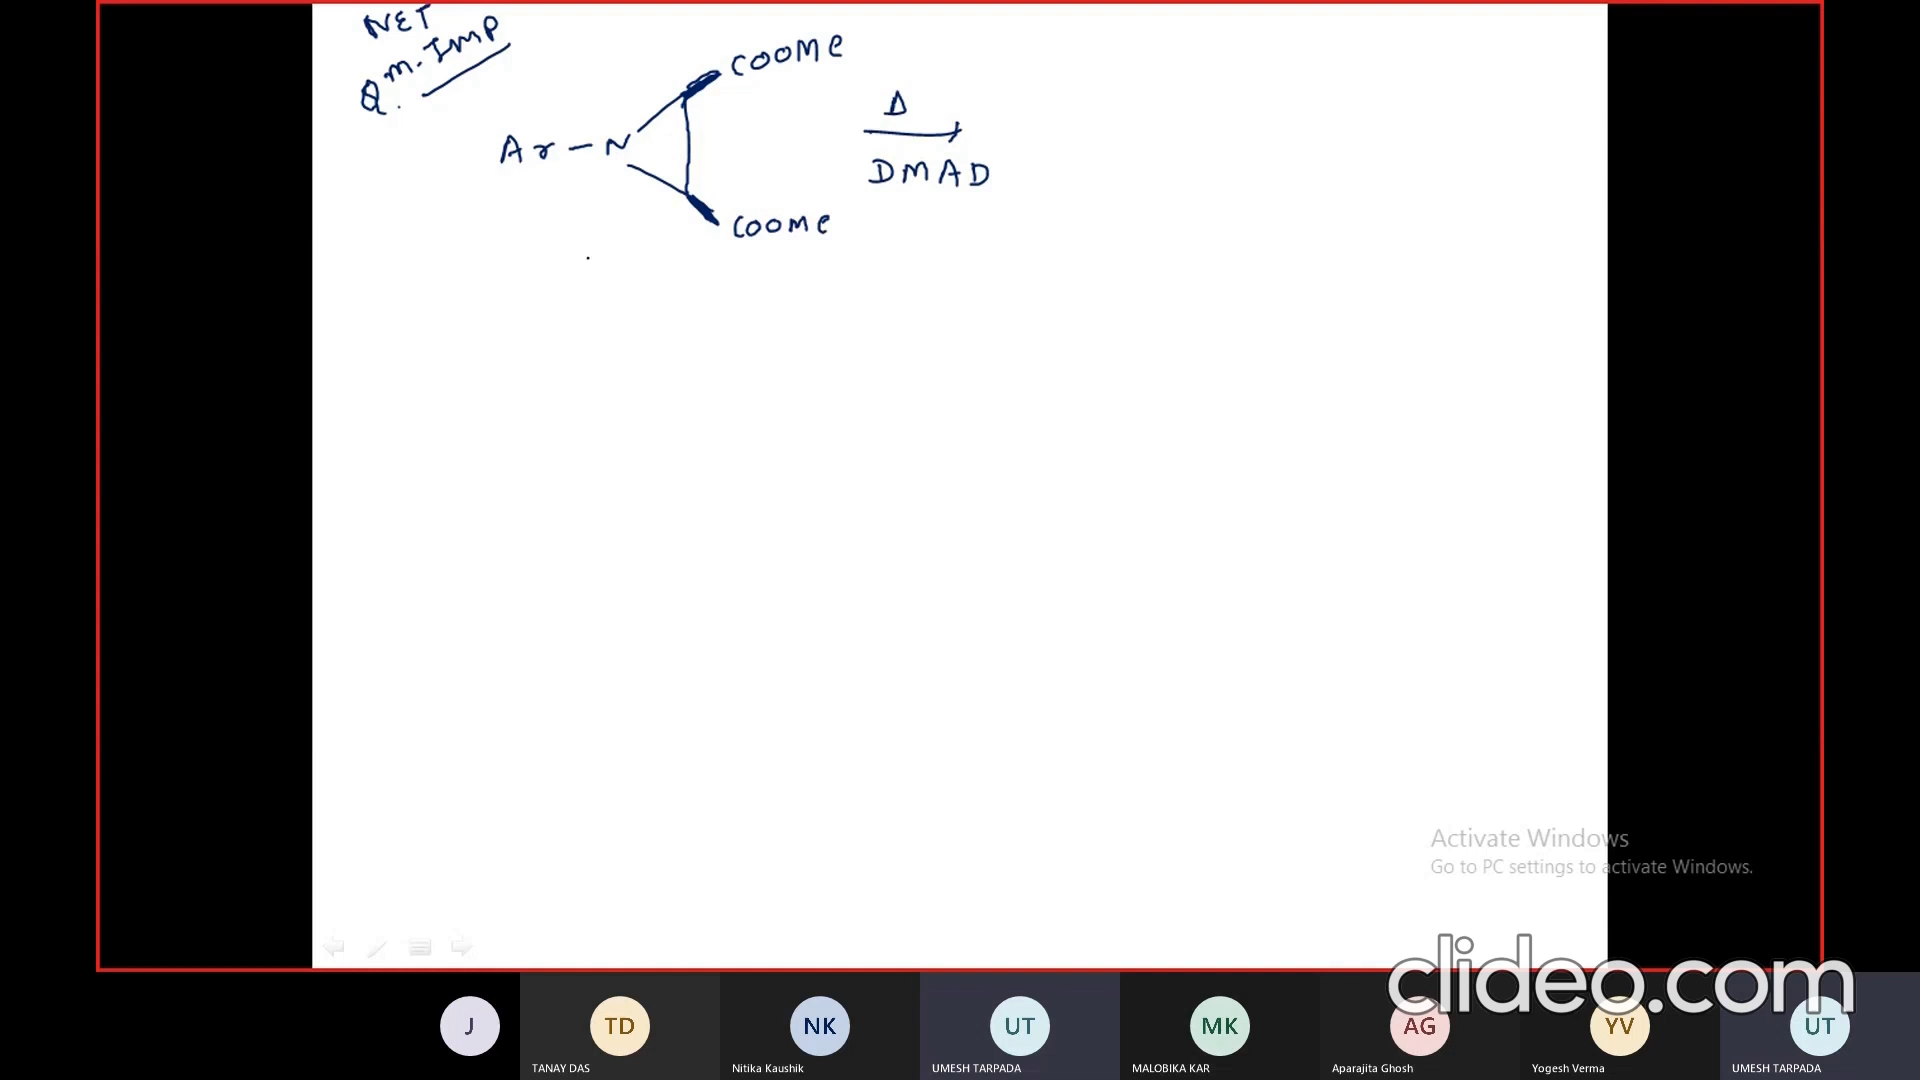 NET
Q. m. Imp
COOMe
Δ
Ar - N
DMAD
COOMe
Activate Windows
Go to PC settings to activate Windows.
clideo.com
J TD NK UT MK AG YV UT
TANAY DAS Nitika Kaushik UMESH TARPADA MALOBIKA KAR Aparajita Ghosh Yogesh Verma UMESH TARPADA